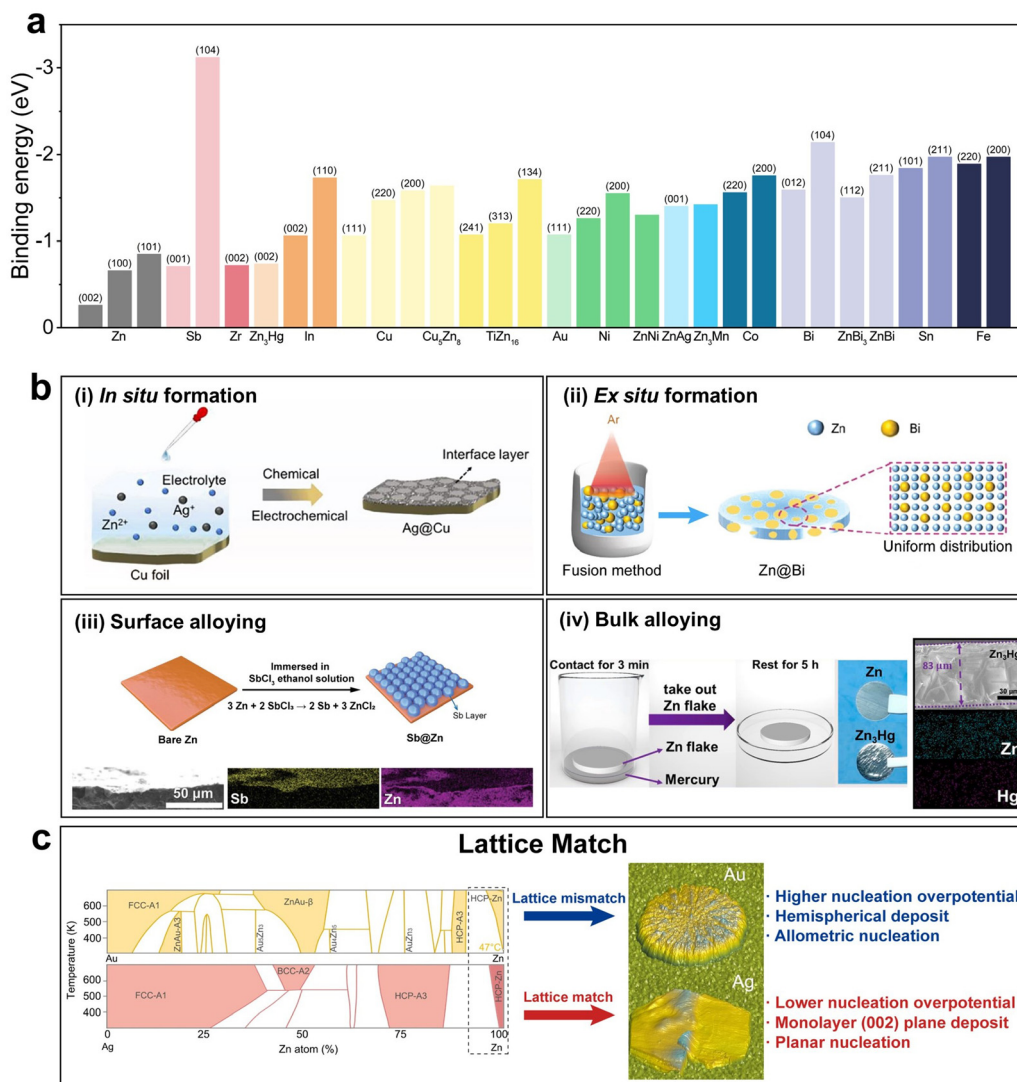 a
Binding energy (eV)
-3
-2
-1
0
(002)
(100)
(101)
(001)
(104)
(002)
(002)
(002)
(110)
(111)
(220)
(200)
(241)
(313)
(134)
(111)
(220)
(200)
(001)
(220)
(200)
(012)
(104)
(112)
(211)
(101)
(211)
(220)
(200)
Zn
Sb
Zr
Zn₃Hg
In
Cu
Cu₅Zn₈
TiZn₁₆
Au
Ni
ZnNi
ZnAg
Zn₃Mn
Co
Bi
ZnBi₃
ZnBi
Sn
Fe
b
(i) In situ formation
Electrolyte
Ag⁺
Zn²⁺
Cu foil
Chemical
Electrochemical
Interface layer
Ag@Cu
(ii) Ex situ formation
Ar
Zn
Bi
Fusion method
Zn@Bi
Uniform distribution
(iii) Surface alloying
Immersed in
SbCl₃ ethanol solution
3 Zn + 2 SbCl₃ → 2 Sb + 3 ZnCl₂
Bare Zn
Sb Layer
Sb@Zn
50 μm
Sb
Zn
(iv) Bulk alloying
Contact for 3 min
take out
Zn flake
Rest for 5 h
Zn flake
Mercury
Zn
Zn₃Hg
Zn₃Hg
83 μm
30 μm
Zn
Hg
c
Lattice Match
Temperature (K)
600
500
400
FCC-A1
ZnAu-A3
ZnAu-β
HCP-A3
HCP-Zn
47°C
Au
Zn
600
500
400
300
FCC-A1
BCC-A2
HCP-A3
HCP-Zn
0
25
50
75
100
Ag
Zn atom (%)
Zn
Lattice mismatch
Au
· Higher nucleation overpotential
· Hemispherical deposit
· Allometric nucleation
Lattice match
Ag
· Lower nucleation overpotential
· Monolayer (002) plane deposit
· Planar nucleation